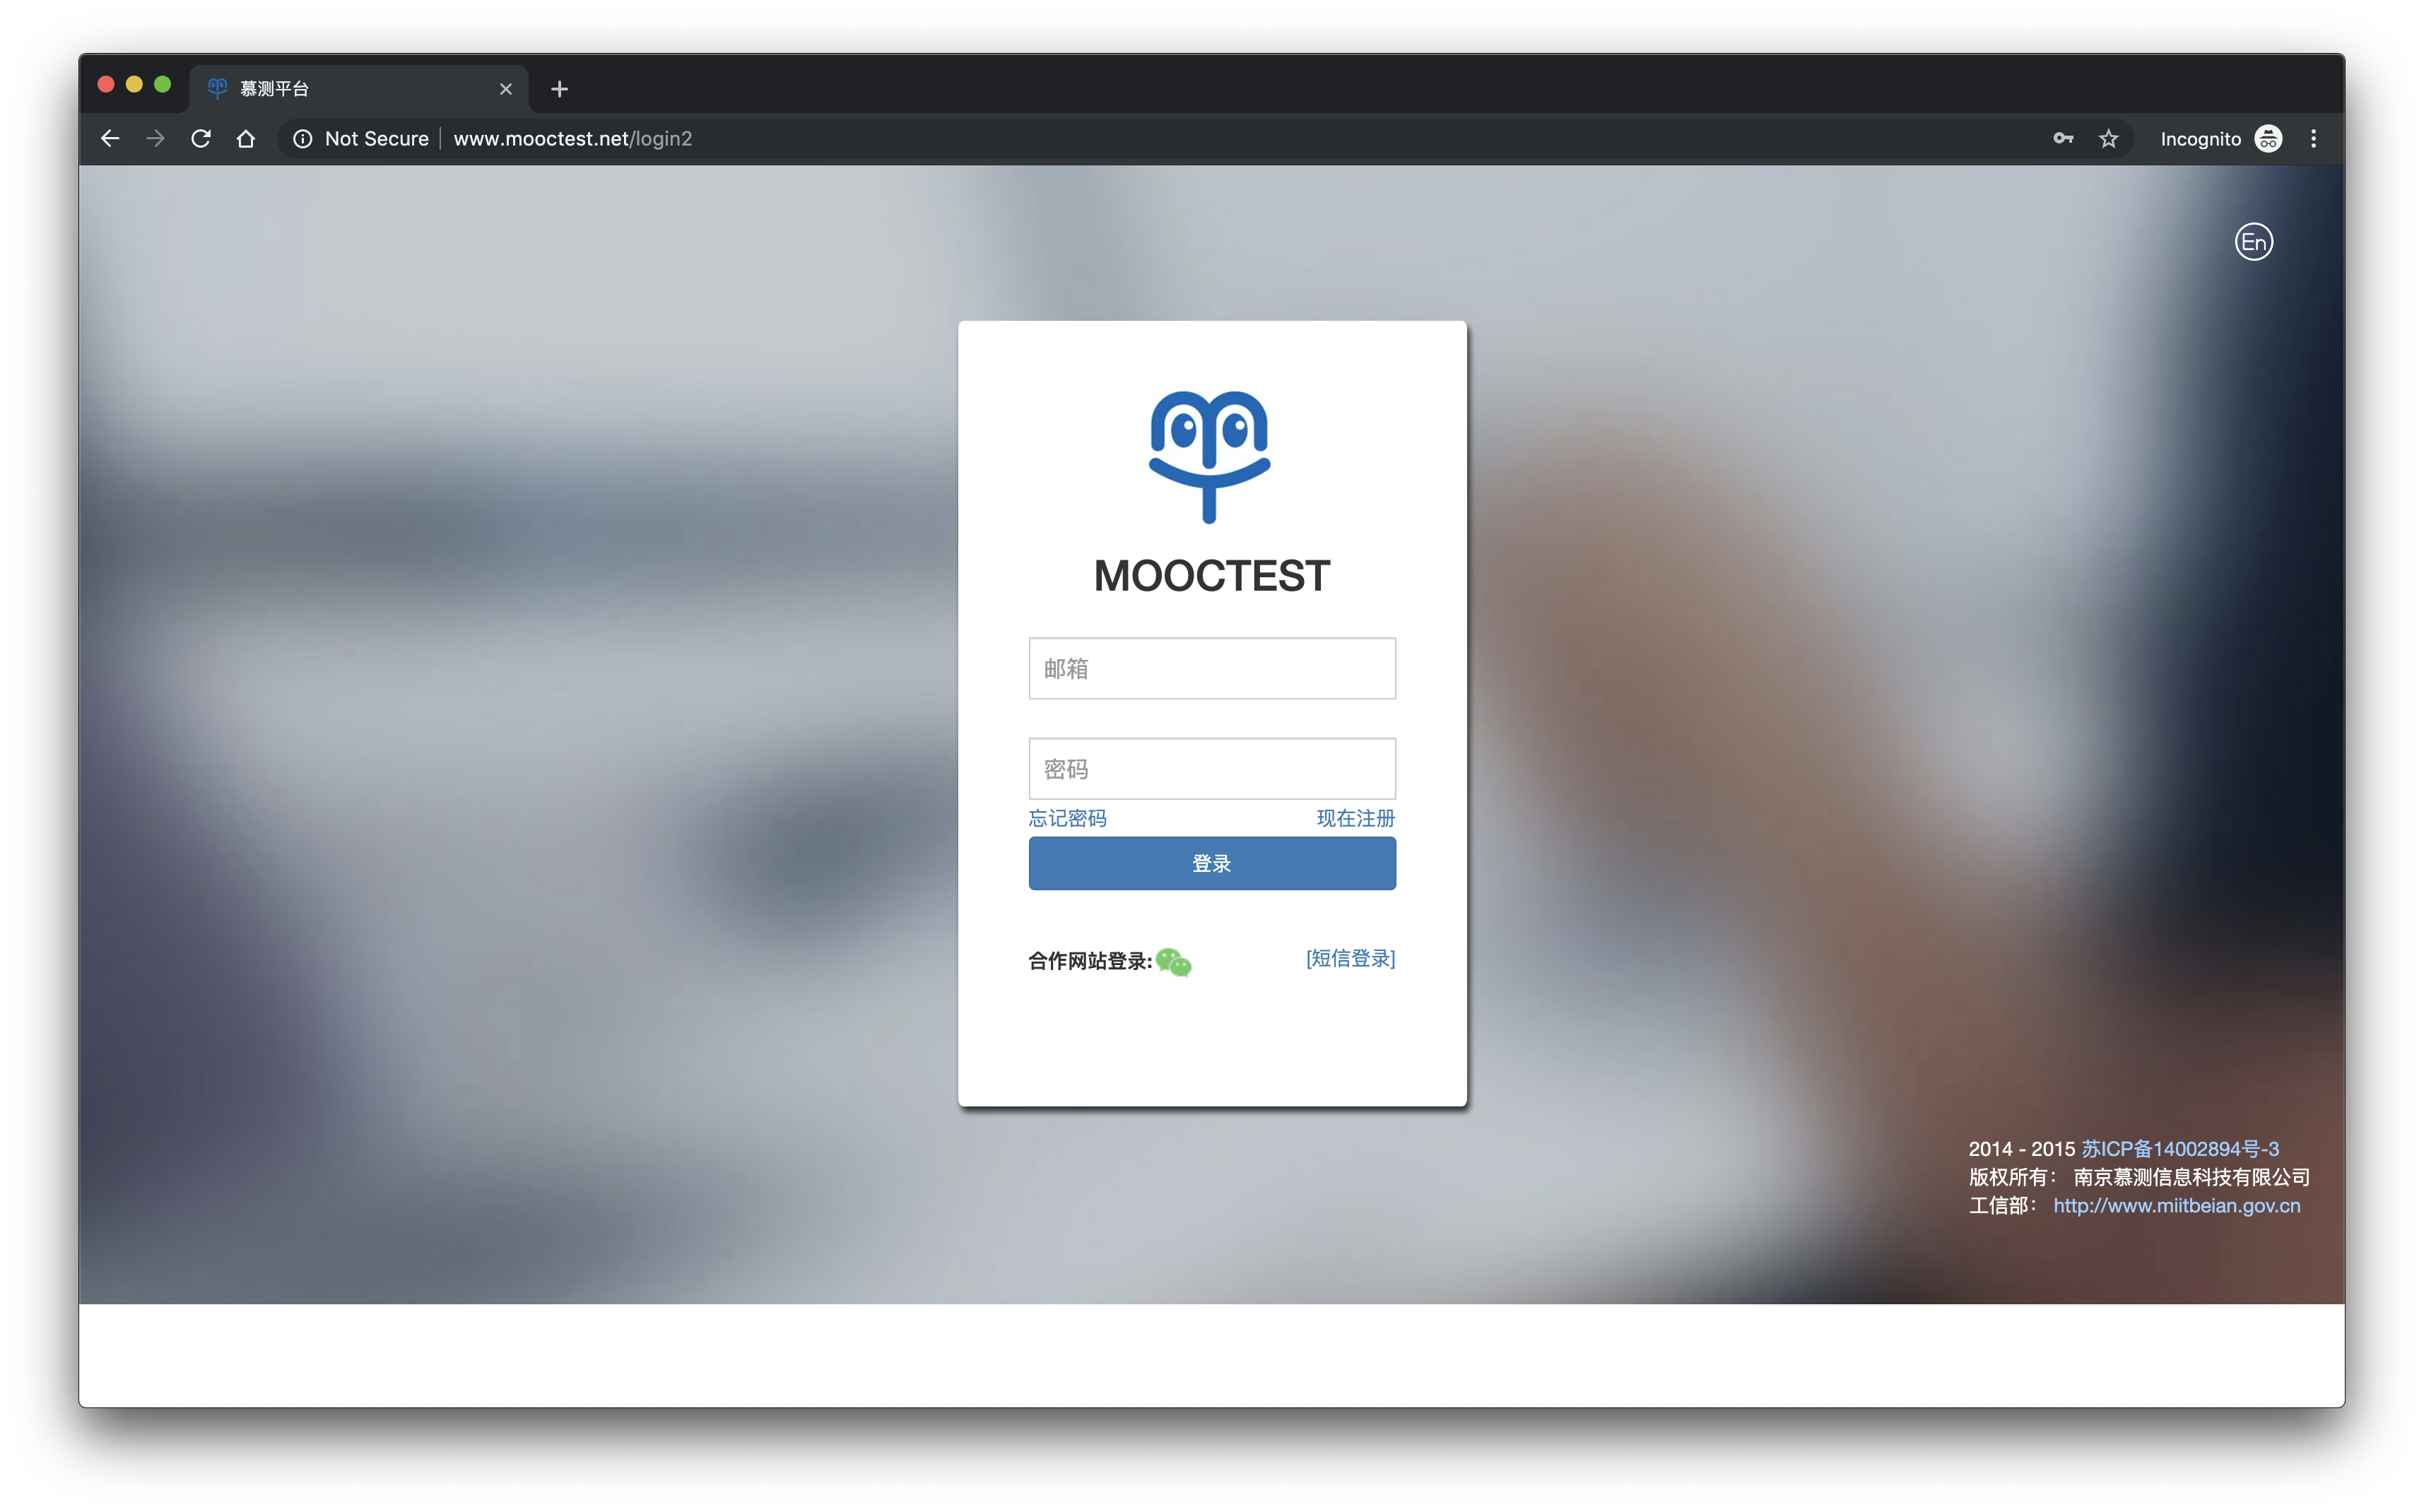 慕测平台
Not Secure www.mooctest.net/login2 Incognito
En
MOOCTEST
邮箱
密码
忘记密码 现在注册
登录
合作网站登录: [短信登录]
2014 - 2015 苏ICP备14002894号-3
版权所有： 南京慕测信息科技有限公司
工信部： http://www.miitbeian.gov.cn